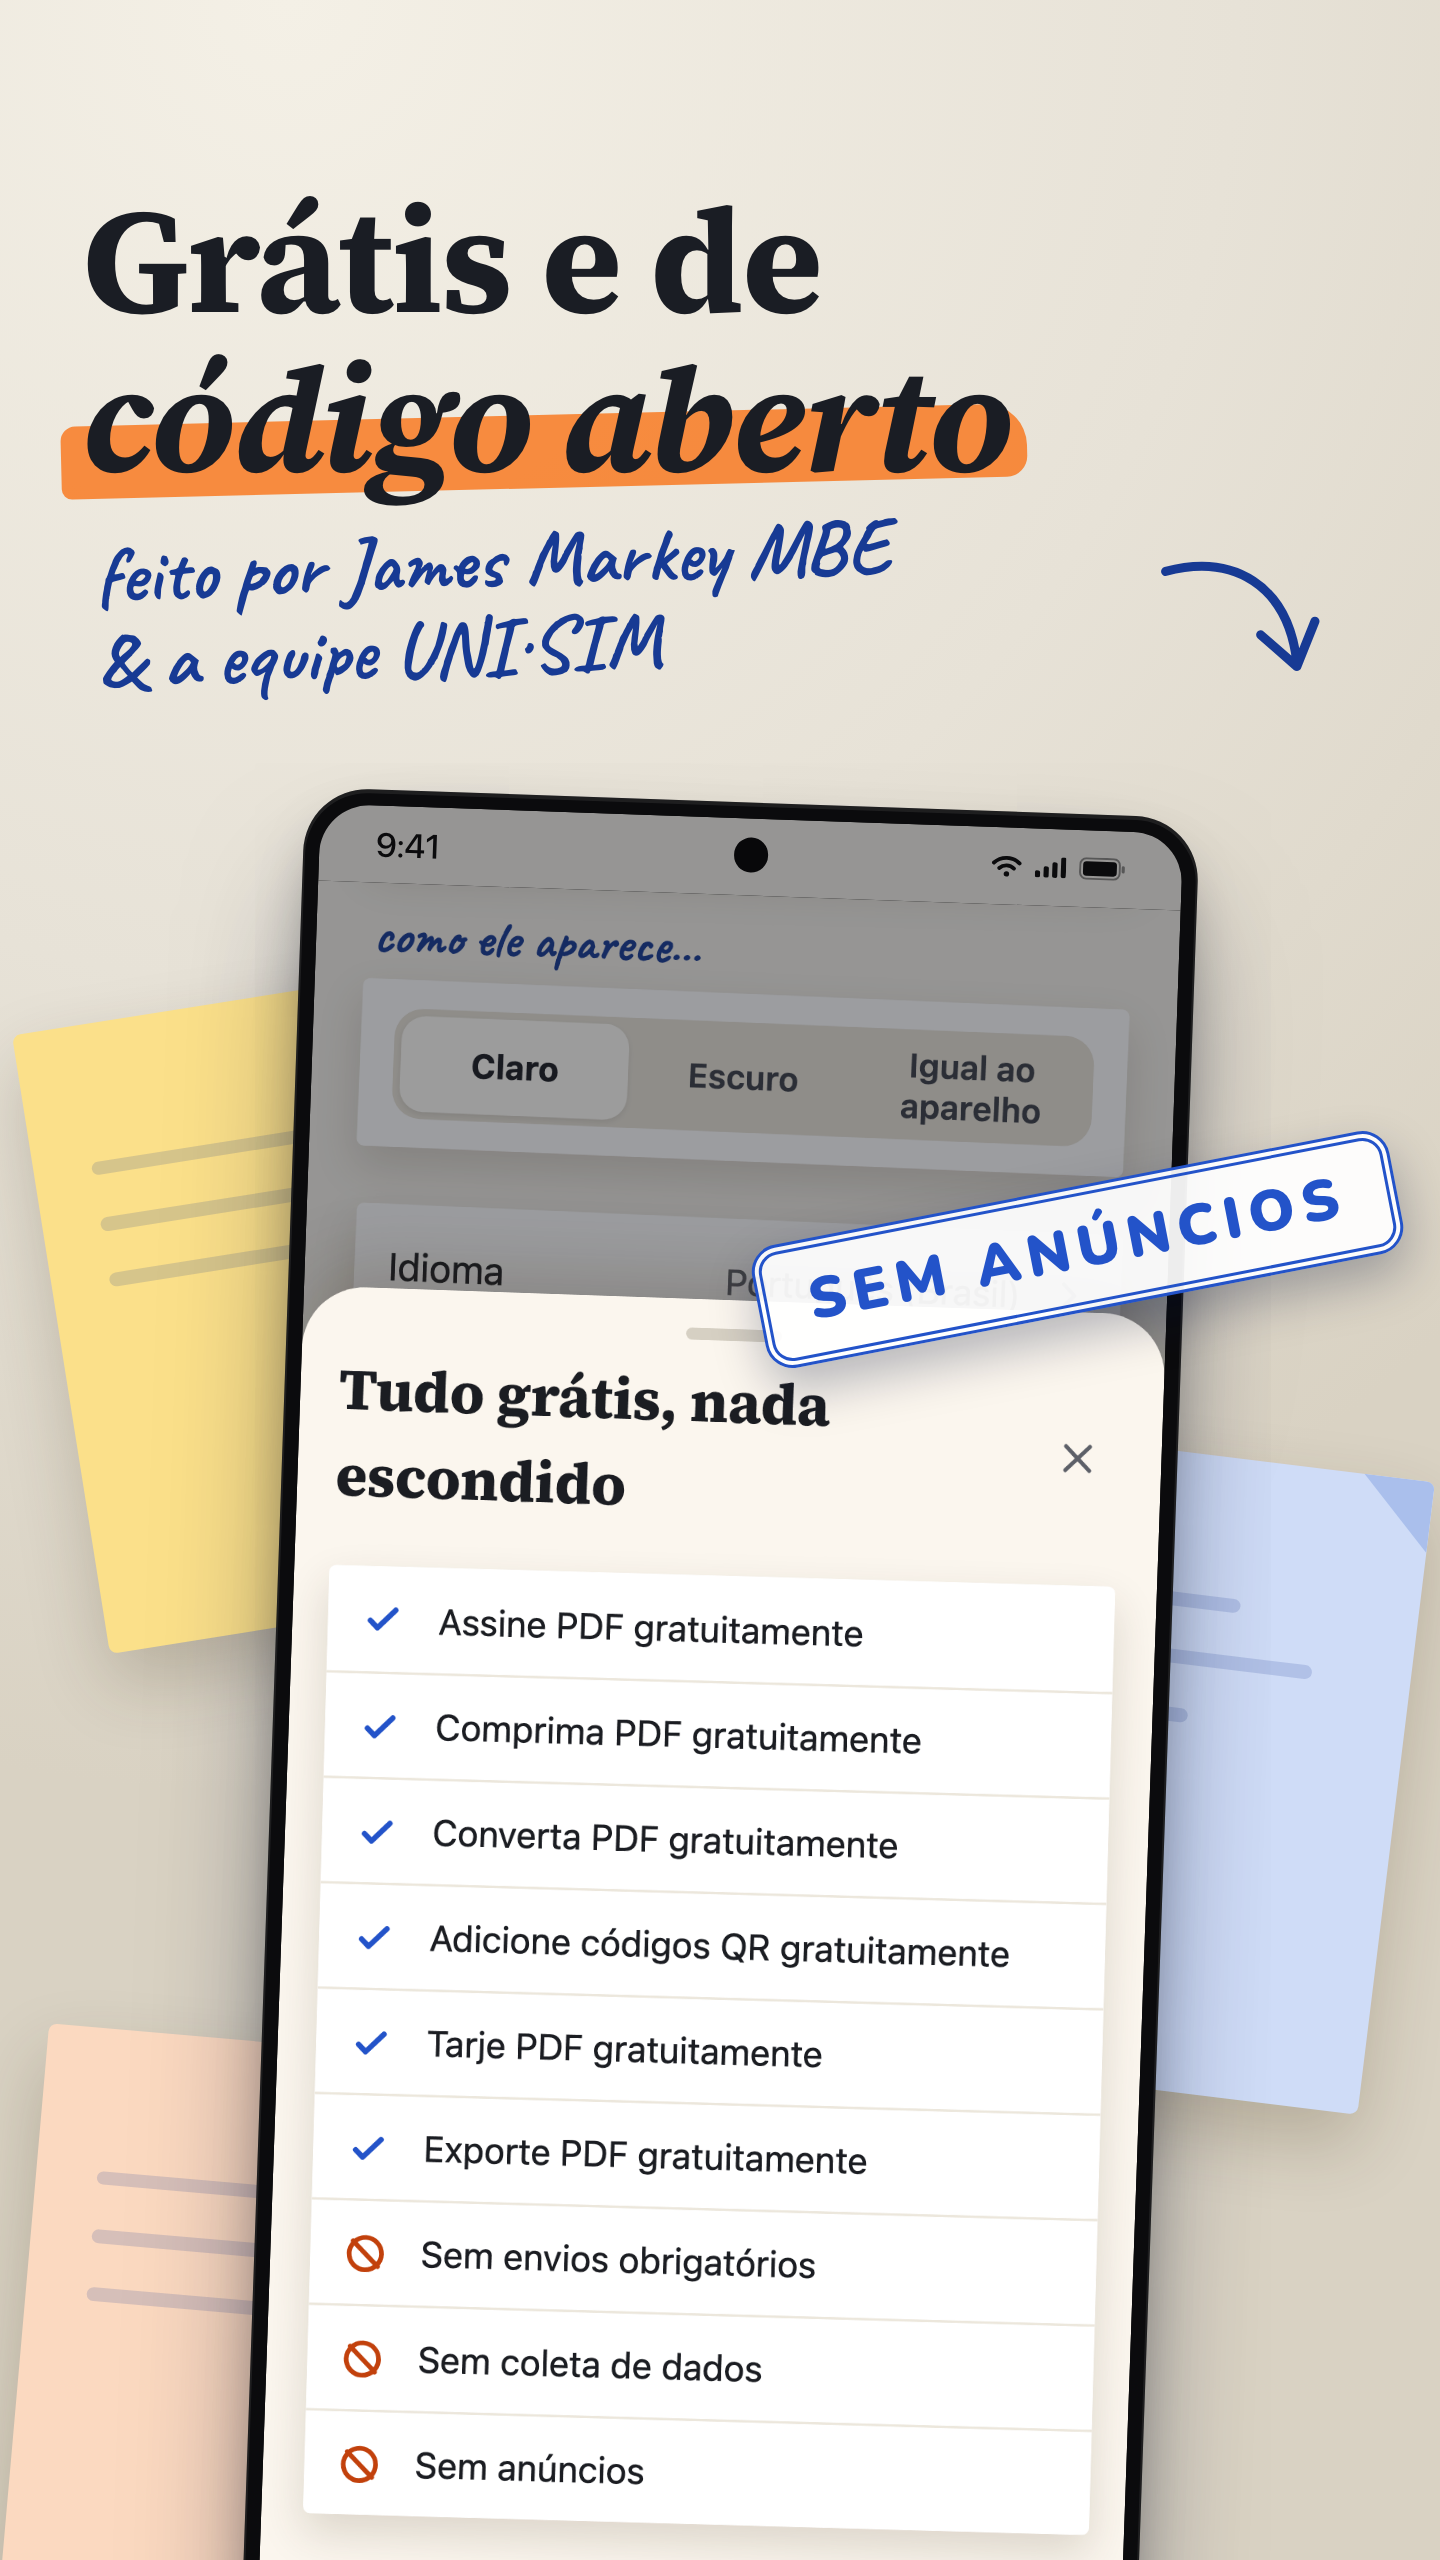 Grátis e de
código aberto
feito por James Markey MBE
& a equipe UNI·SIM
9:41
como ele aparece...
Claro
Escuro
Igual ao
aparelho
SEM ANÚNCIOS
Idioma
Português (Brasil)
Tudo grátis, nada
escondido
Assine PDF gratuitamente
Comprima PDF gratuitamente
Converta PDF gratuitamente
Adicione códigos QR gratuitamente
Tarje PDF gratuitamente
Exporte PDF gratuitamente
Sem envios obrigatórios
Sem coleta de dados
Sem anúncios